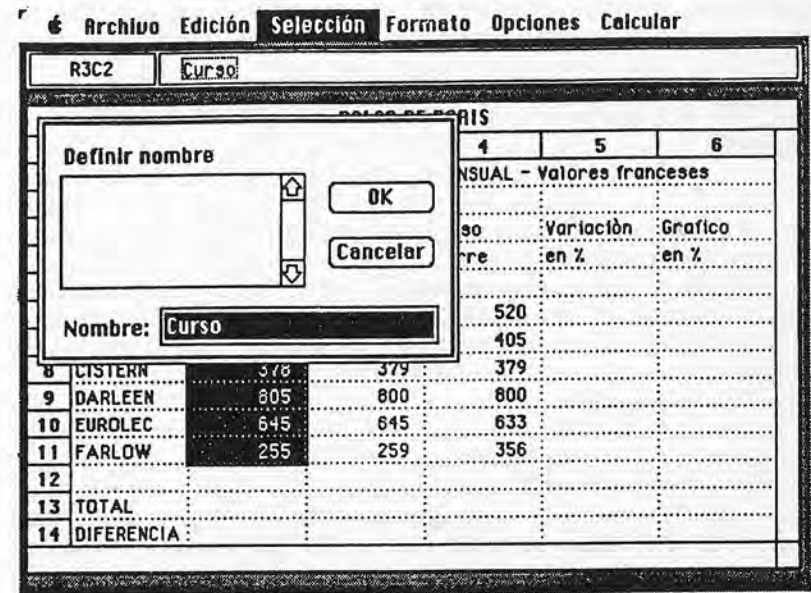 Archivo Edición Selección Formato Opciones Calcular
R3C2 Curso
4 5 6
NSUAL - Valores franceses
so Variaciòn Grafico
rre en % en %
520
405
Definir nombre
OK
Cancelar
Nombre: Curso
8 CISTERN 378 379 379
9 DARLEEN 805 800 800
10 EUROLEC 645 645 633
11 FARLOW 255 259 356
12
13 TOTAL
14 DIFERENCIA